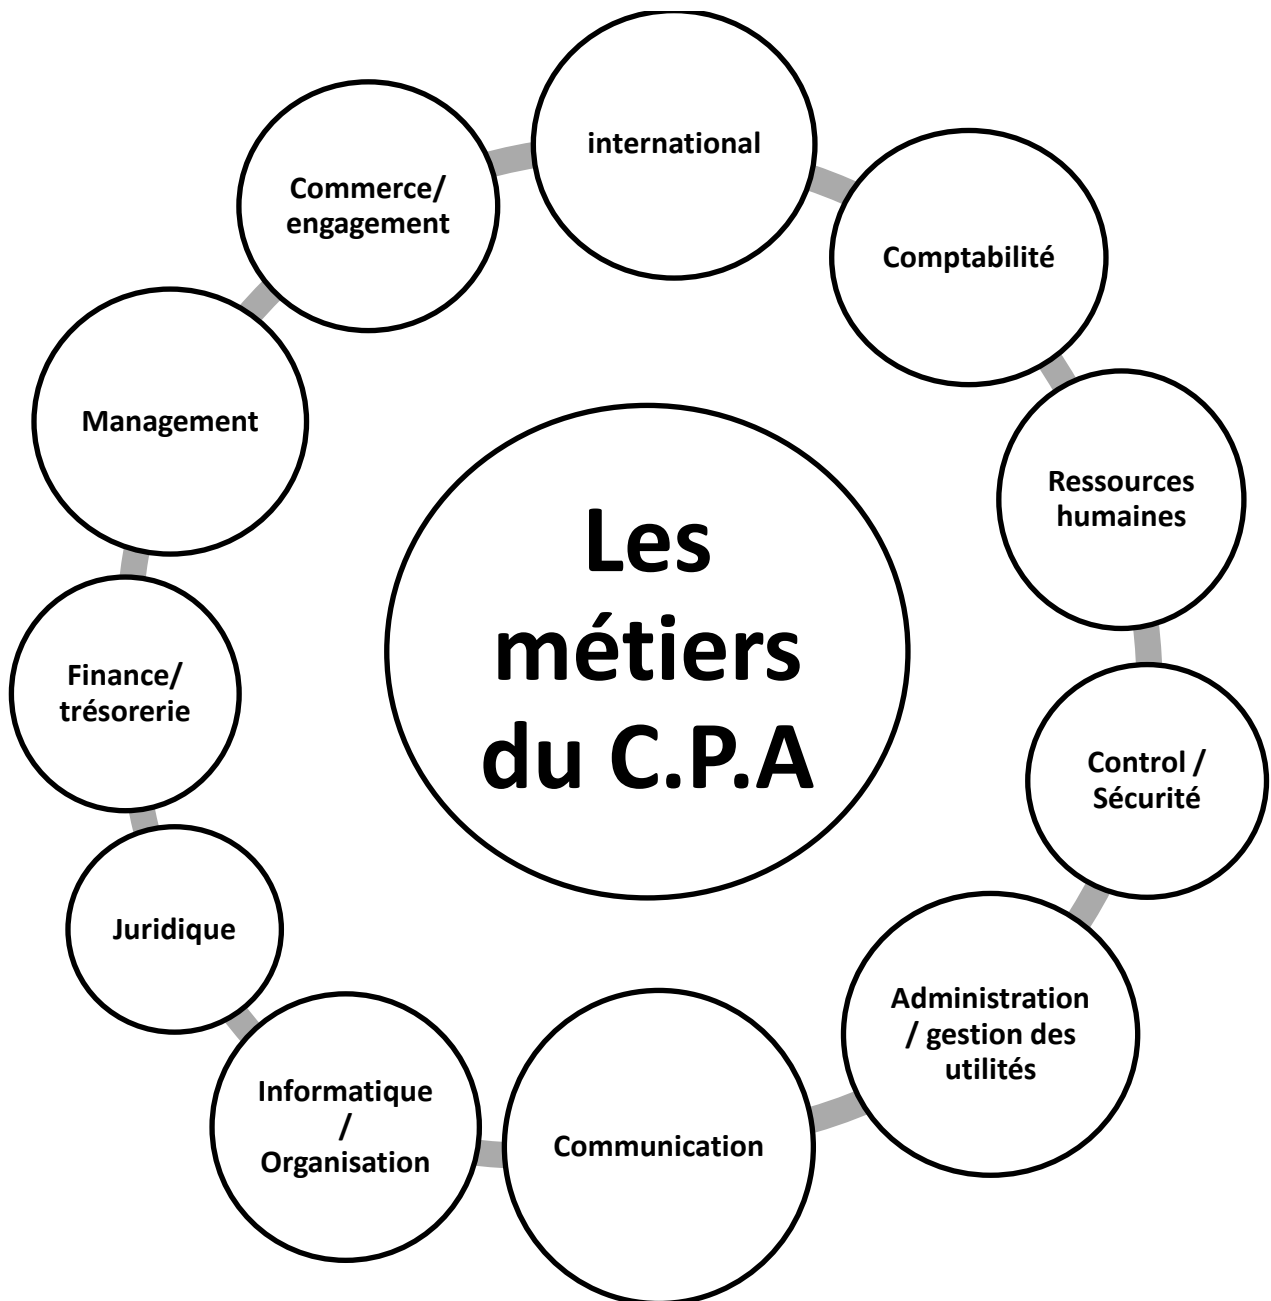 international
Commerce/
engagement
Comptabilité
Management
Ressources
humaines
Les
métiers
du C.P.A
Finance/
trésorerie
Control /
Sécurité
Juridique
Administration
/ gestion des
utilités
Informatique
/
Organisation
Communication